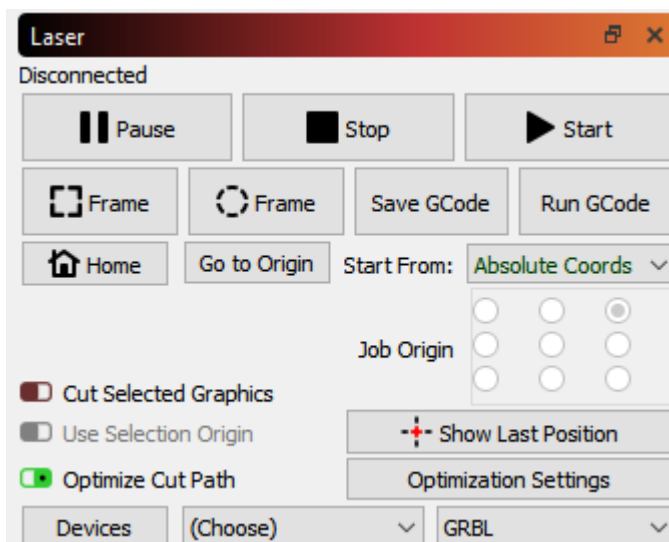 Laser
Disconnected
Pause Stop Start
Frame Frame Save GCode Run GCode
Home Go to Origin Start From: Absolute Coords
Job Origin
Cut Selected Graphics
Use Selection Origin Show Last Position
Optimize Cut Path Optimization Settings
Devices (Choose) GRBL